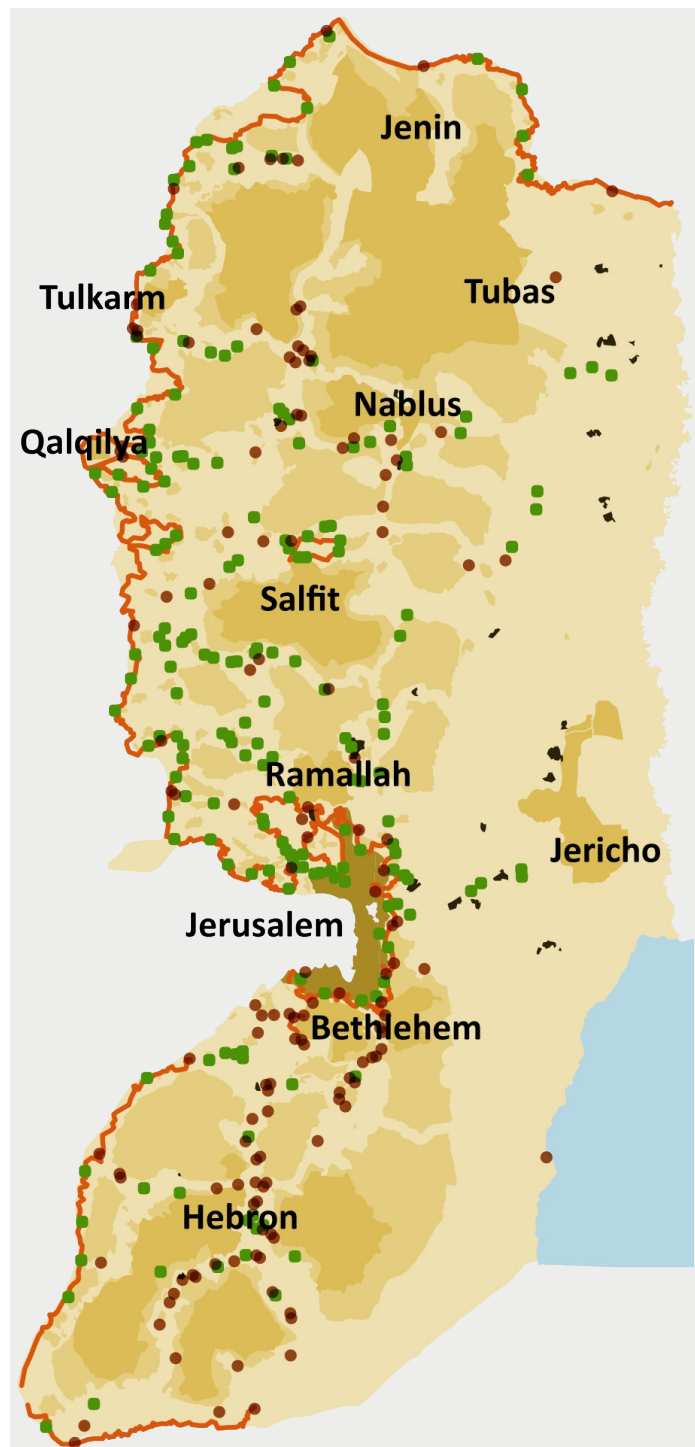 Jenin
Tulkarm
Tubas
Nablus
Qalqilya
Salfit
Ramallah
Jericho
Jerusalem
Bethlehem
Hebron